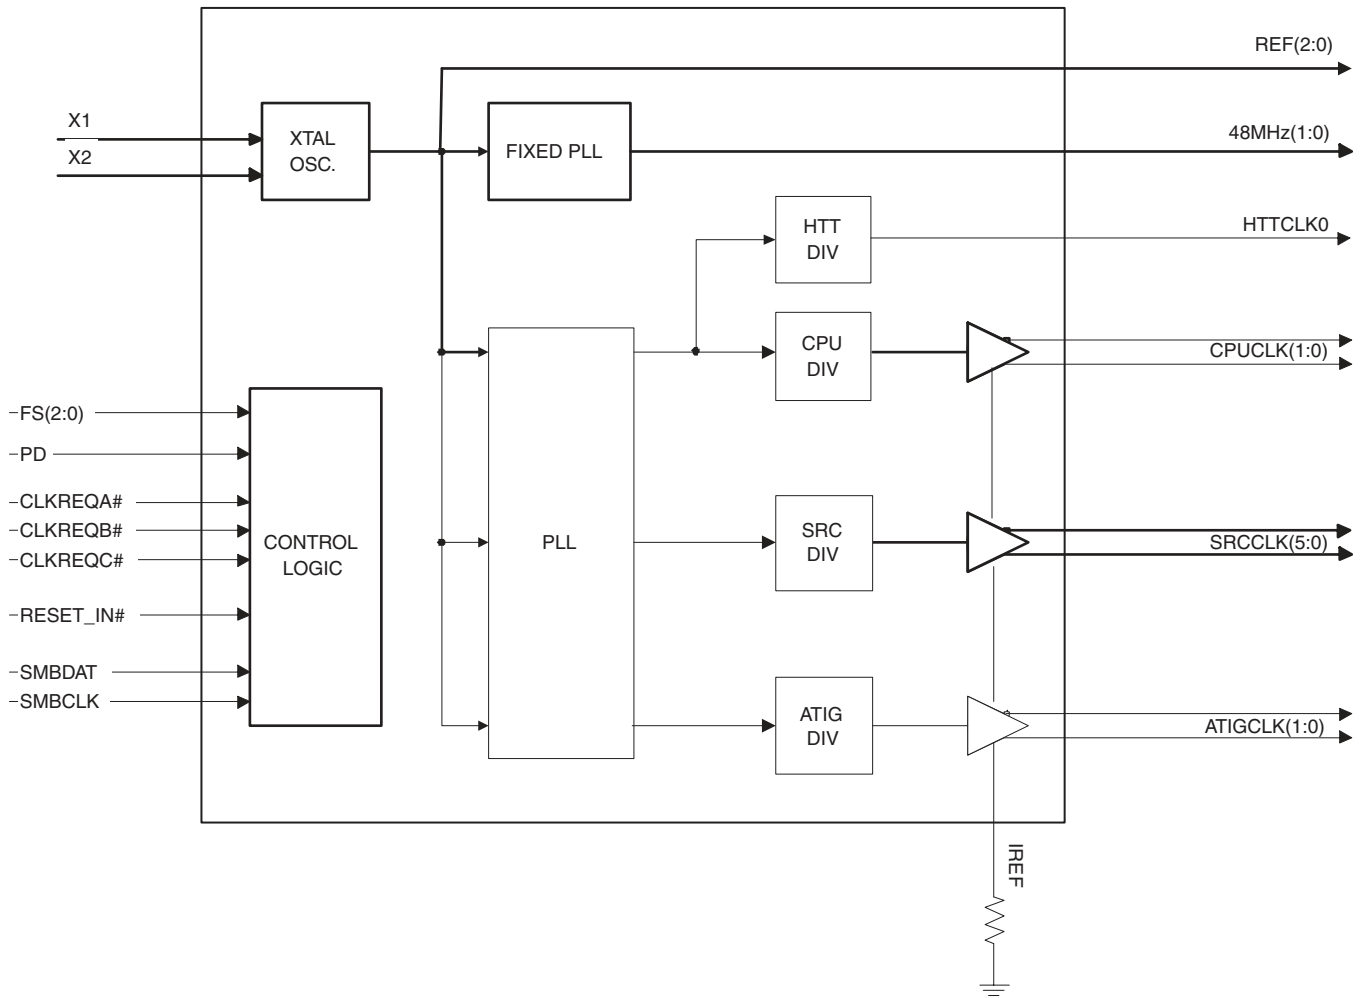 REF(2:0)
X1
X2
XTAL
OSC.
FIXED PLL
48MHz(1:0)
HTT
DIV
HTTCLK0
CPU
DIV
CPUCLK(1:0)
FS(2:0)
PD
CLKREQA#
CLKREQB#
CLKREQC#
RESET_IN#
SMBDAT
SMBCLK
CONTROL
LOGIC
PLL
SRC
DIV
SRCCLK(5:0)
ATIG
DIV
ATIGCLK(1:0)
IREF